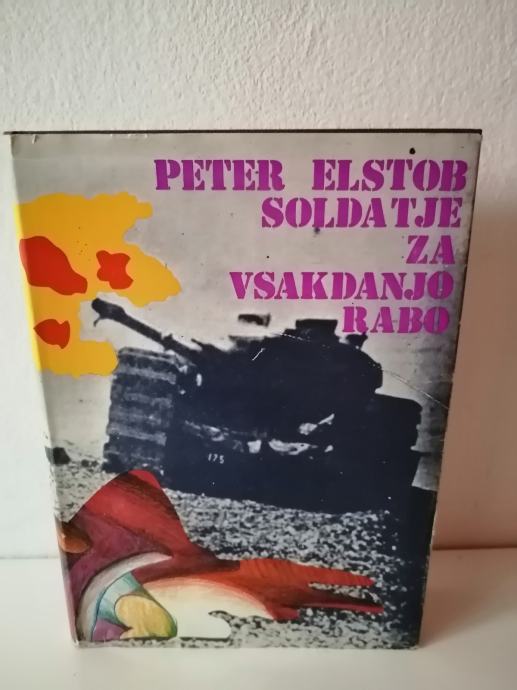 PETER ELSTOB
SOLDATJE
ZA
VSAKDANJO
RABO
175